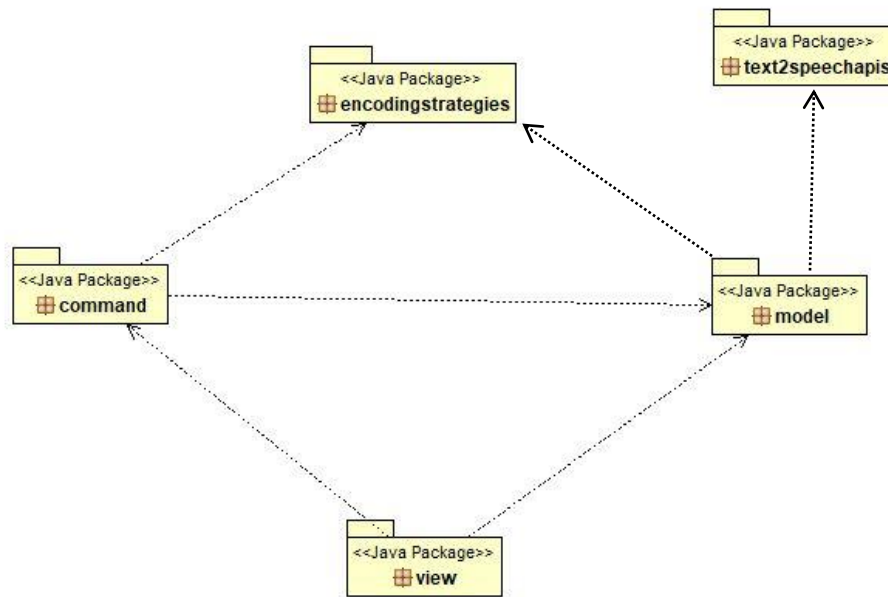 <<Java Package>>
text2speechapis
<<Java Package>>
encodingstrategies
<<Java Package>>
command
<<Java Package>>
model
<<Java Package>>
view